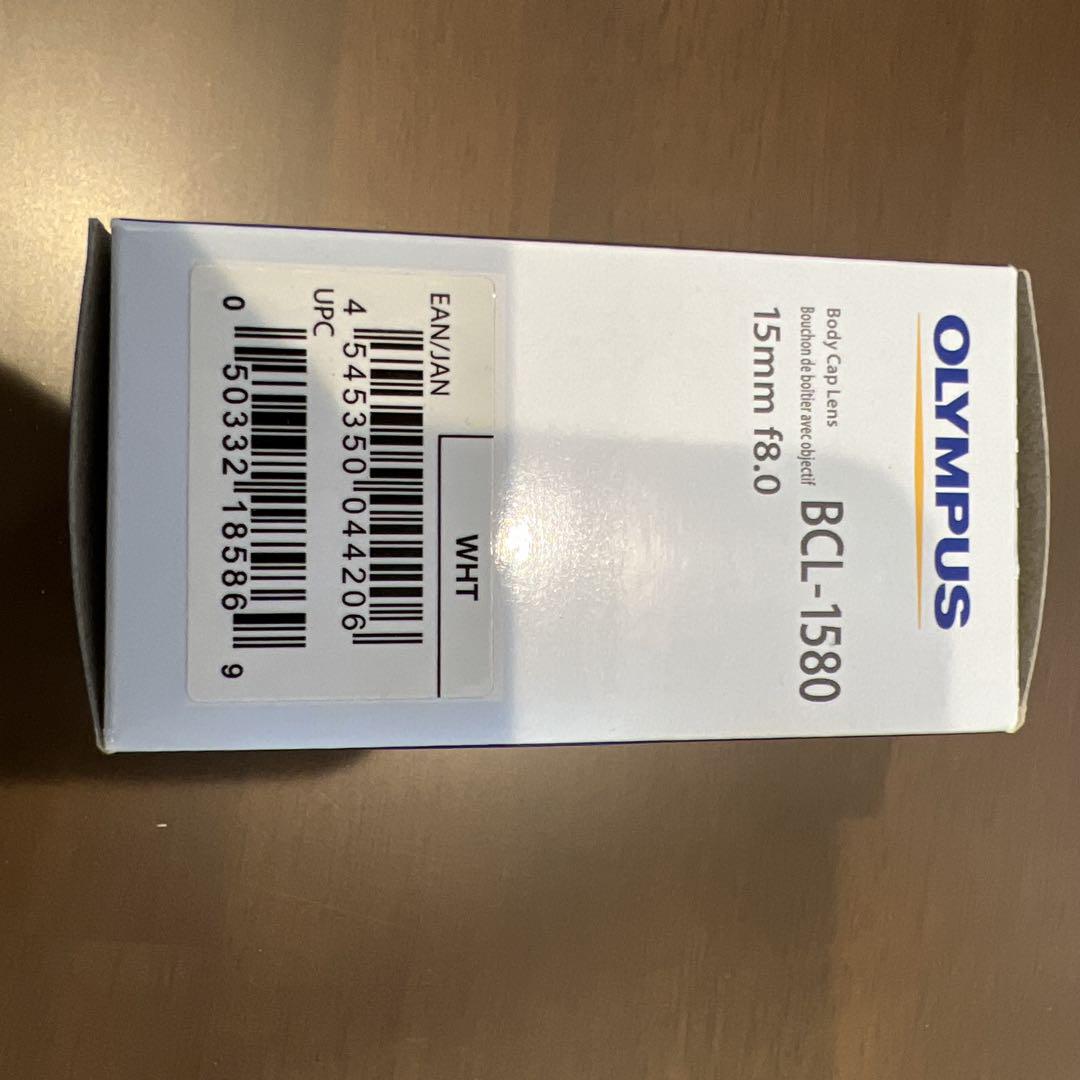 OLYMPUS
Body Cap Lens
Bouchon de boîtier avec objectif
BCL-1580
15mm f8.0
WHT
EAN/JAN
4 545350 044206
UPC
0 50332 18586 9